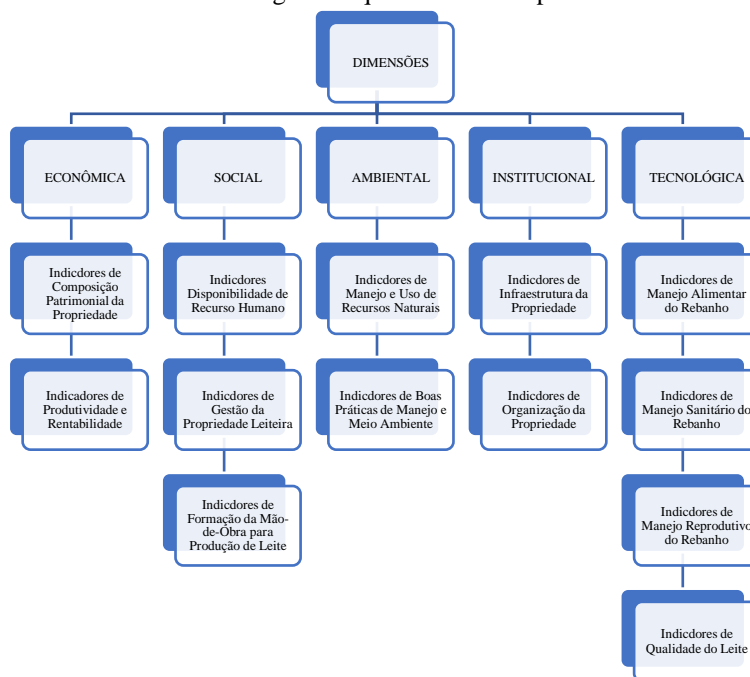 DIMENSÕES
ECONÔMICA
SOCIAL
AMBIENTAL
INSTITUCIONAL
TECNOLÓGICA
Indicdores de
Composição
Patrimonial da
Propriedade
Indicdores
Disponibilidade de
Recurso Humano
Indicdores de
Manejo e Uso de
Recursos Naturais
Indicdores de
Infraestrutura da
Propriedade
Indicdores de
Manejo Alimentar
do Rebanho
Indicadores de
Produtividade e
Rentabilidade
Indicdores de
Gestão da
Propriedade Leiteira
Indicdores de Boas
Práticas de Manejo e
Meio Ambiente
Indicdores de
Organização da
Propriedade
Indicdores de
Manejo Sanitário do
Rebanho
Indicdores de
Formação da Mão-
de-Obra para
Produção de Leite
Indicdores de
Manejo Reprodutivo
do Rebanho
Indicdores de
Qualidade do Leite